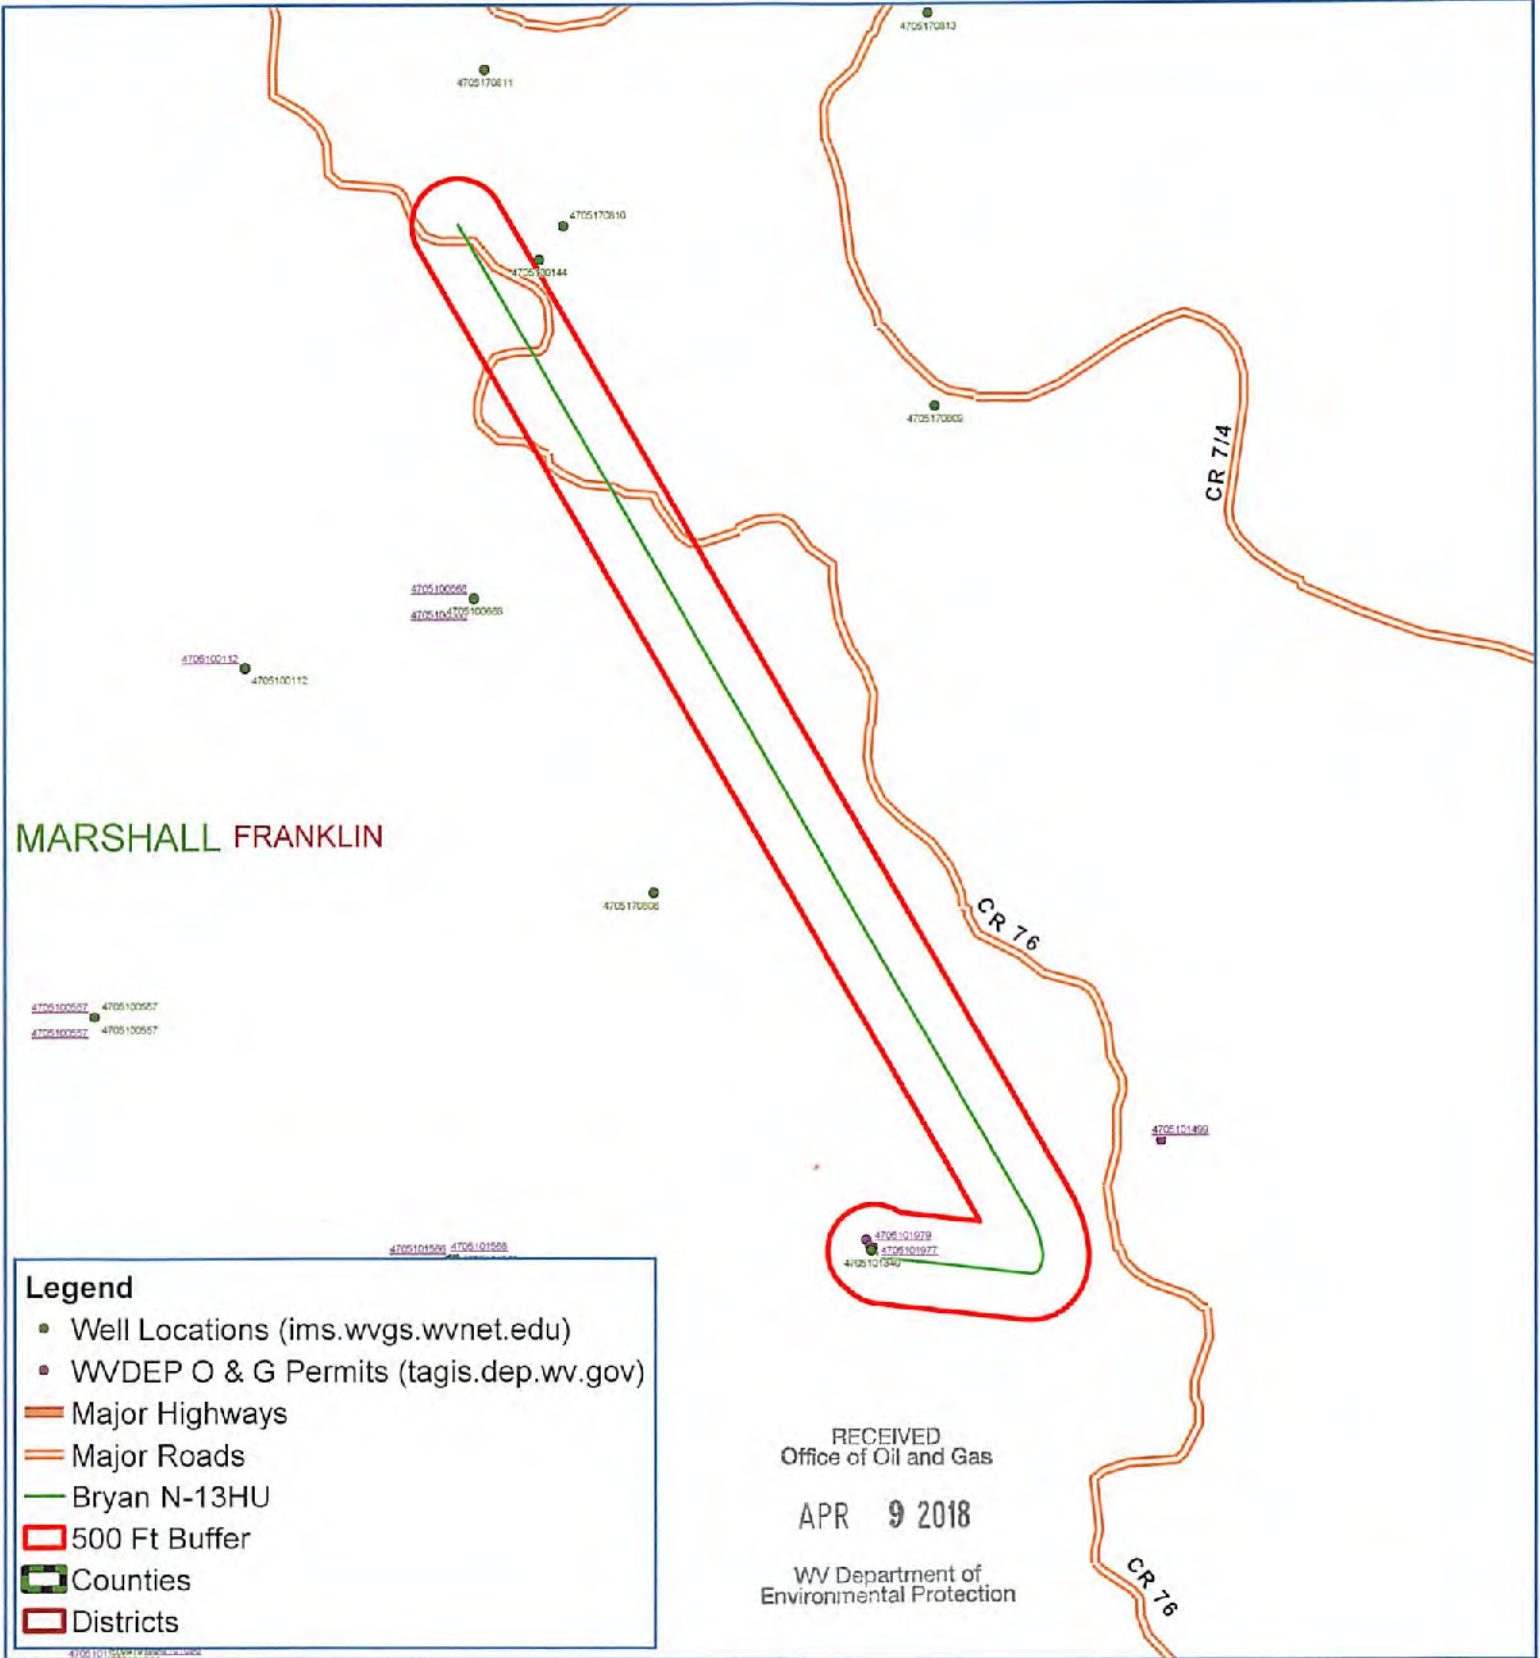 4705170813
4705170811
4705170810
4705100144
4705170809
CR 7/4
4705100112
4705100112
MARSHALL FRANKLIN
CR 76
4705100557 4705100557
4705100557 4705100557
4705101499
4705101979
4705101977
4705101568
Legend
Well Locations (ims.wvgs.wvnet.edu)
WVDEP O & G Permits (tagis.dep.wv.gov)
Major Highways
Major Roads
Bryan N-13HU
500 Ft Buffer
Counties
Districts
RECEIVED
Office of Oil and Gas
APR 9 2018
WV Department of
Environmental Protection
CR 76